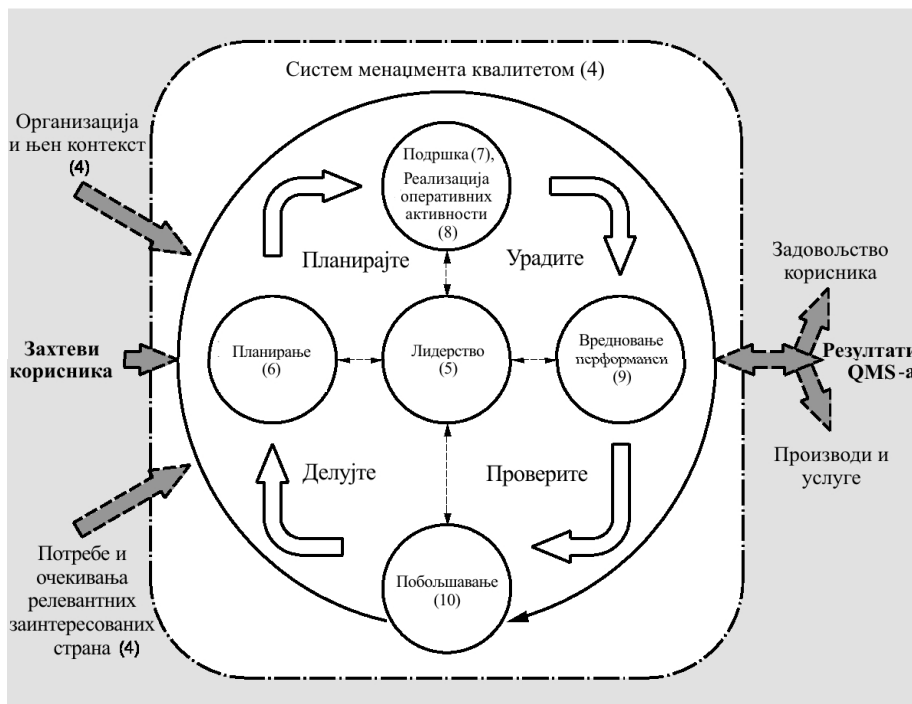 Систем менаџмента квалитетом (4)
Организација
и њен контекст
(4)
Подршка (7),
Реализација
оперативних
активности
(8)
Планирајте
Урадите
Задовољство
корисника
Захтеви
корисника
Планирање
(6)
Лидерство
(5)
Вредновање
перформанси
(9)
Резултати
QMS-а
Делујте
Проверите
Производи и
услуге
Потребе и
очекивања
релевантних
заинтересованих
страна (4)
Побољшавање
(10)